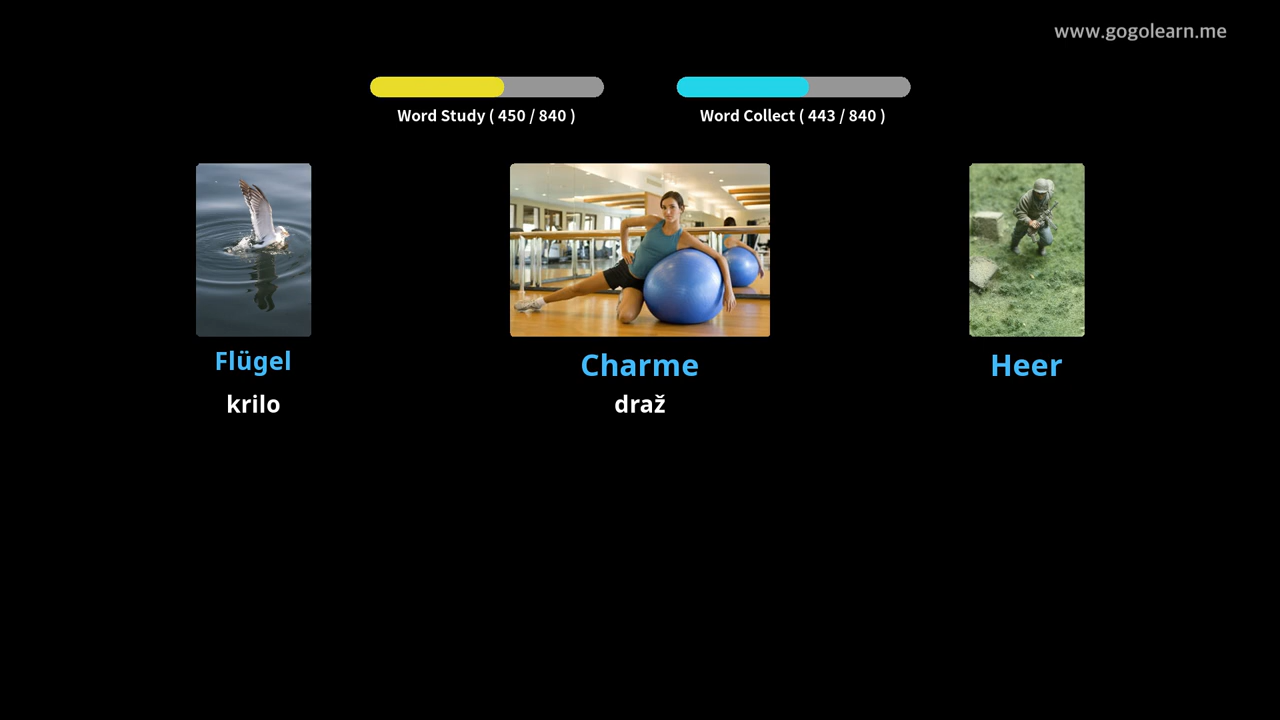 www.gogolearn.me
Word Study ( 450 / 840 )
Word Collect ( 443 / 840 )
Flügel
krilo
Charme
draž
Heer